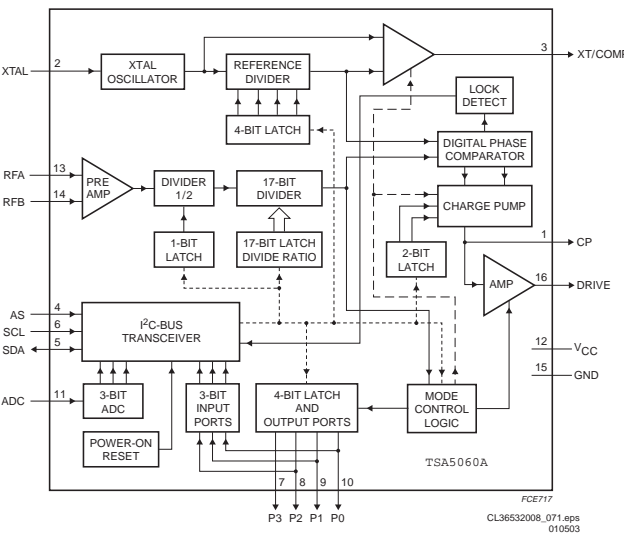 XTAL
2
XTAL
OSCILLATOR
REFERENCE
DIVIDER
4-BIT LATCH
3
XT/COMP
LOCK
DETECT
DIGITAL PHASE
COMPARATOR
RFA
13
RFB
14
PRE
AMP
DIVIDER
1/2
17-BIT
DIVIDER
CHARGE PUMP
1
CP
1-BIT
LATCH
17-BIT LATCH
DIVIDE RATIO
2-BIT
LATCH
AMP
16
DRIVE
AS
4
SCL
6
SDA
5
I2C-BUS
TRANSCEIVER
12
VCC
15
GND
ADC
11
3-BIT
ADC
3-BIT
INPUT
PORTS
4-BIT LATCH
AND
OUTPUT PORTS
MODE
CONTROL
LOGIC
POWER-ON
RESET
TSA5060A
7
8
9
10
P3
P2
P1
P0
FCE717
CL36532008_071.eps
010503